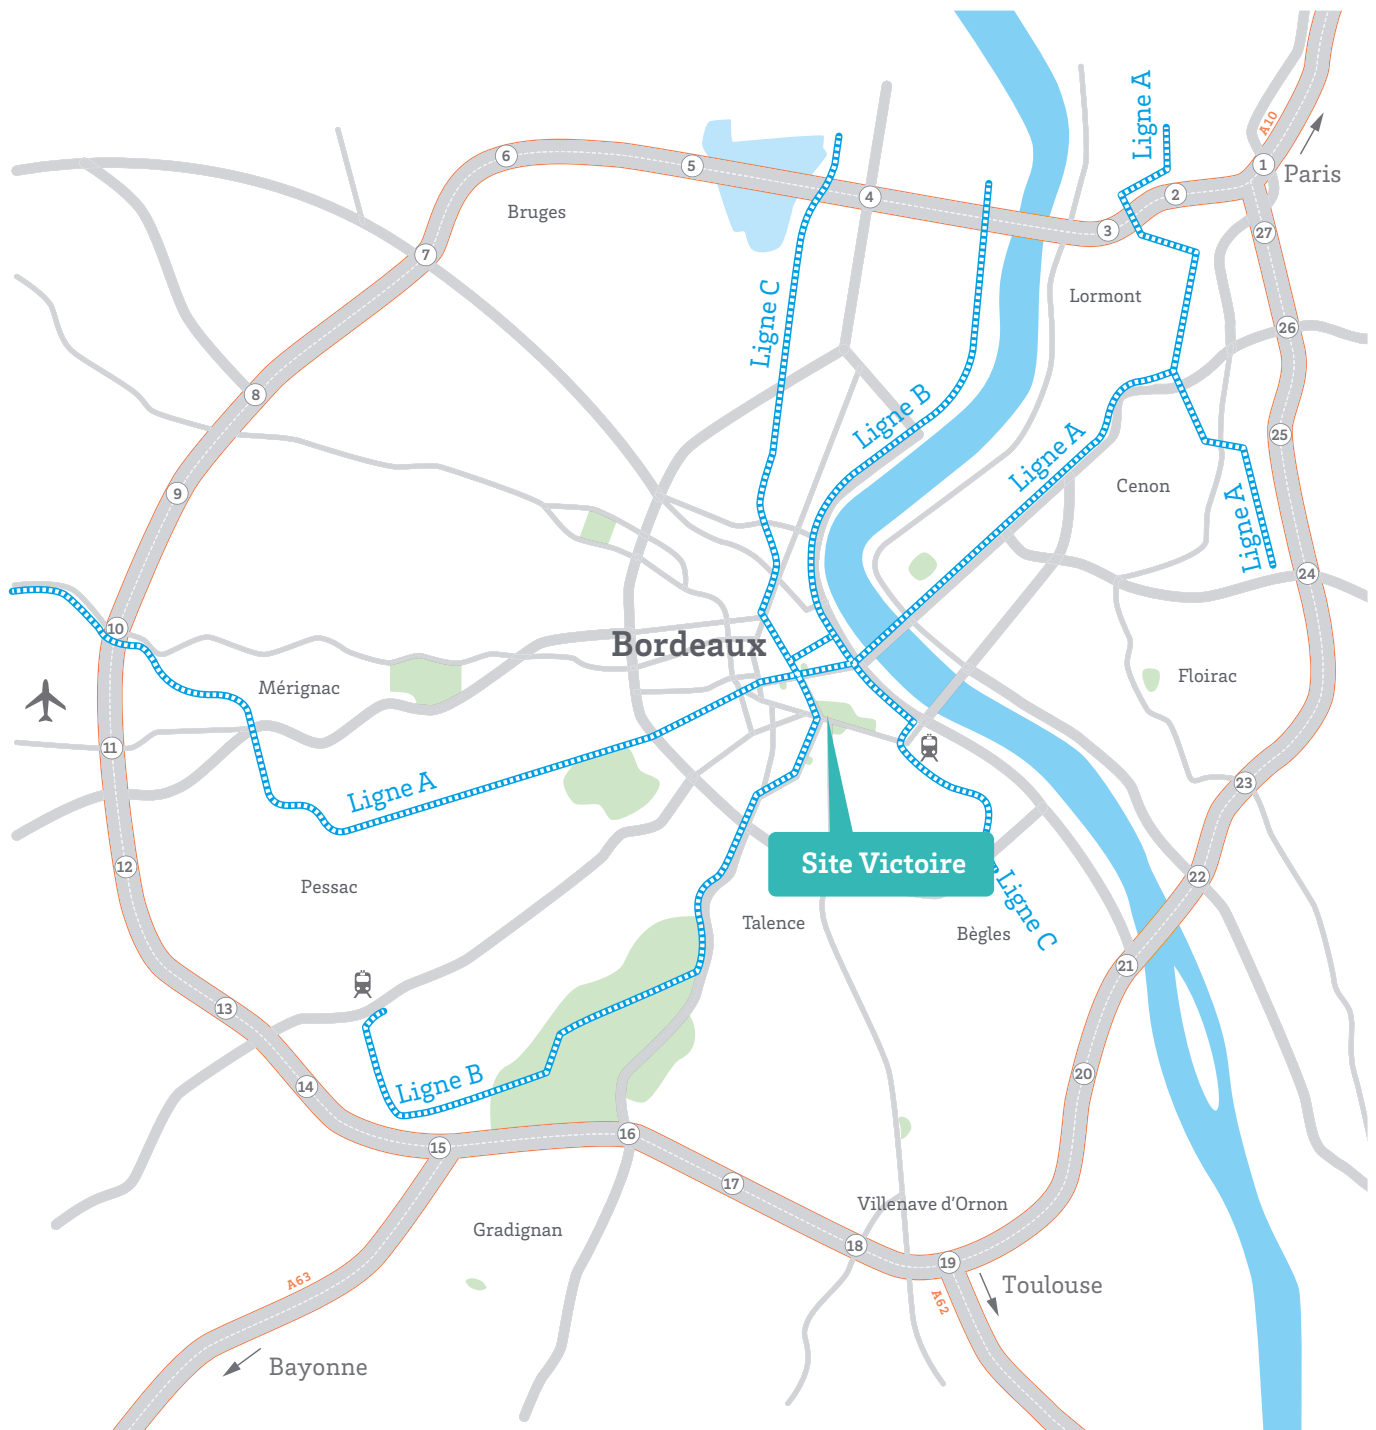 Ligne A
A10
1
Paris
6
5
2
4
Bruges
3
27
7
Lormont
Ligne C
26
8
Ligne B
25
Ligne A
Cenon
9
Ligne A
24
10
Bordeaux
Floirac
Mérignac
11
23
Ligne A
Site Victoire
12
22
Pessac
Ligne C
Talence
Bègles
21
13
20
14
Ligne B
16
15
17
Villenave d'Ornon
Gradignan
18
19
A63
A62
Toulouse
Bayonne